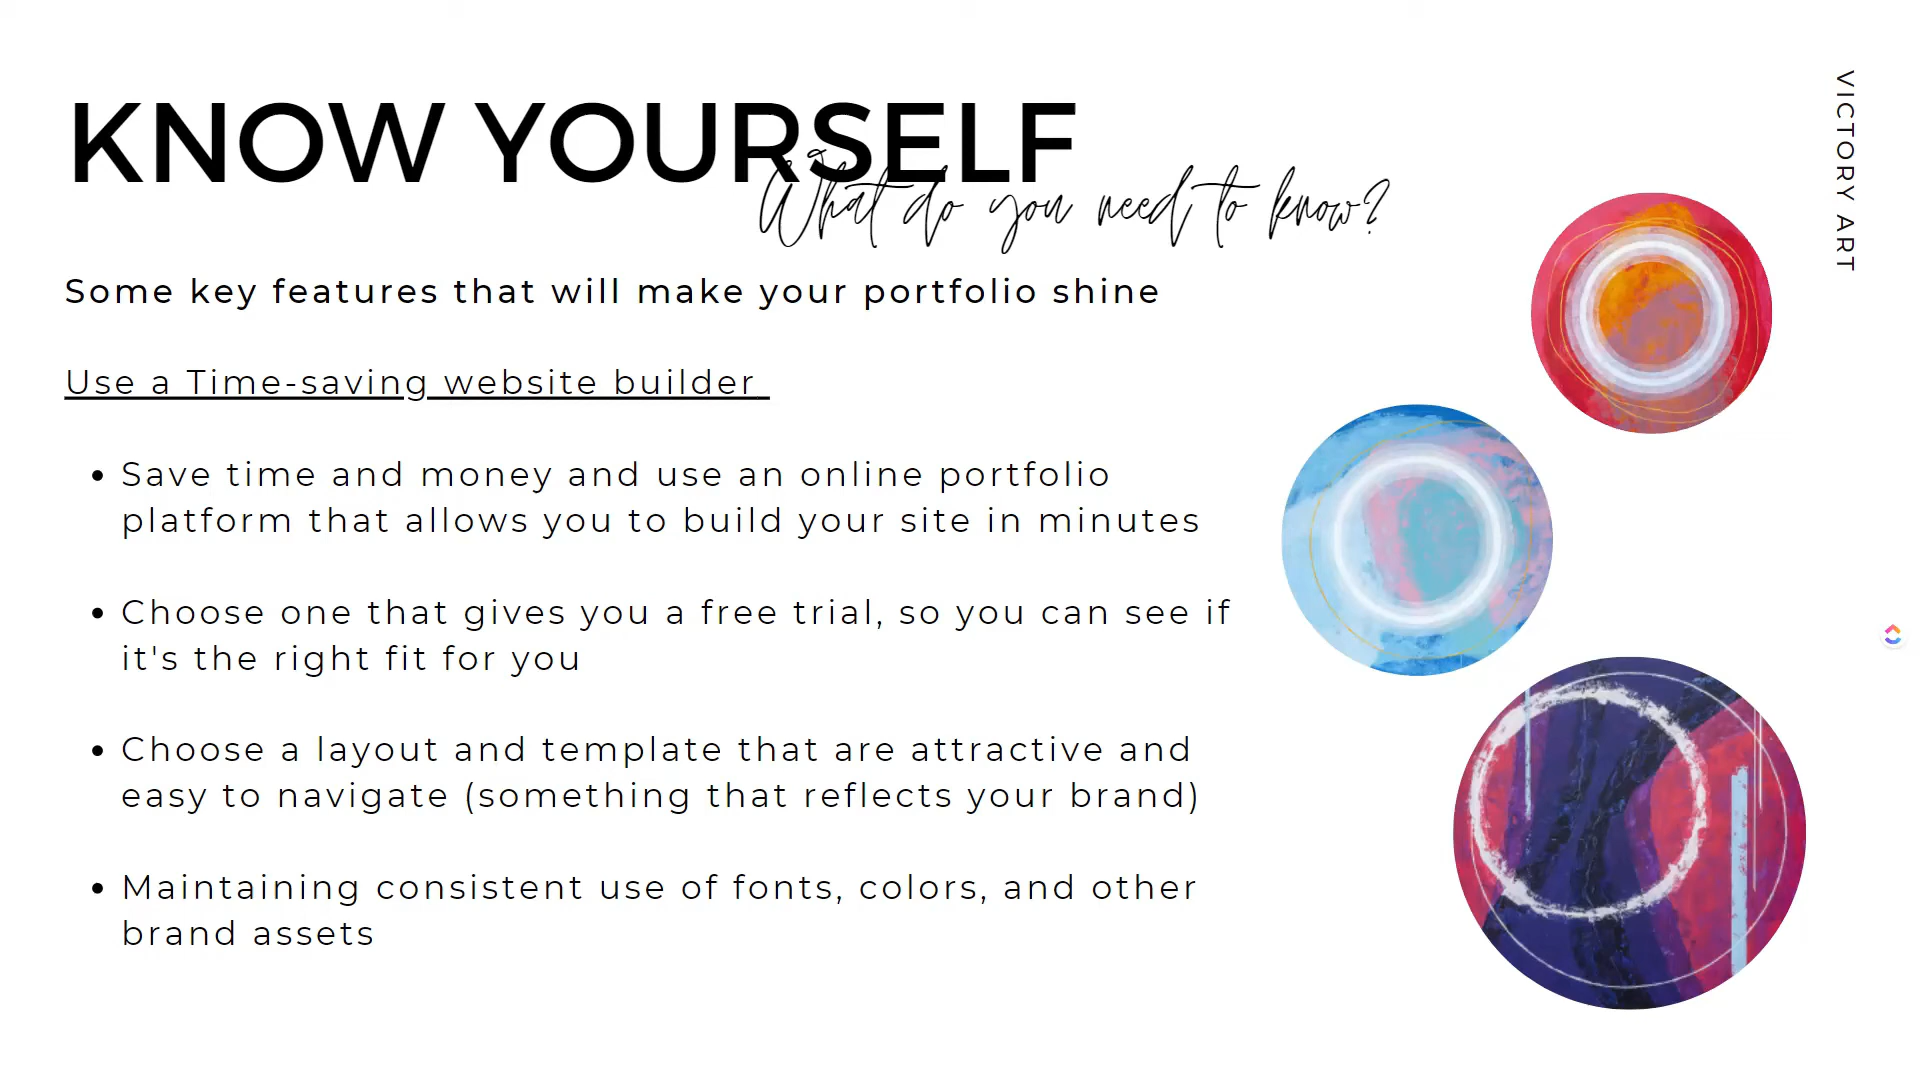 KNOW YOURSELF
What do you need to know?
VICTORY ART
Some key features that will make your portfolio shine
Use a Time-saving website builder
• Save time and money and use an online portfolio
platform that allows you to build your site in minutes
• Choose one that gives you a free trial, so you can see if
it's the right fit for you
• Choose a layout and template that are attractive and
easy to navigate (something that reflects your brand)
• Maintaining consistent use of fonts, colors, and other
brand assets